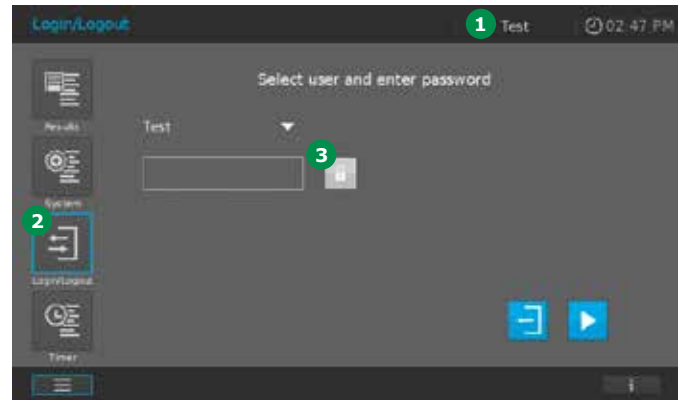 Login/Logout
1 Test
02:47 PM
Select user and enter password
Results
Test
3
System
2
Login/Logout
Timer
i